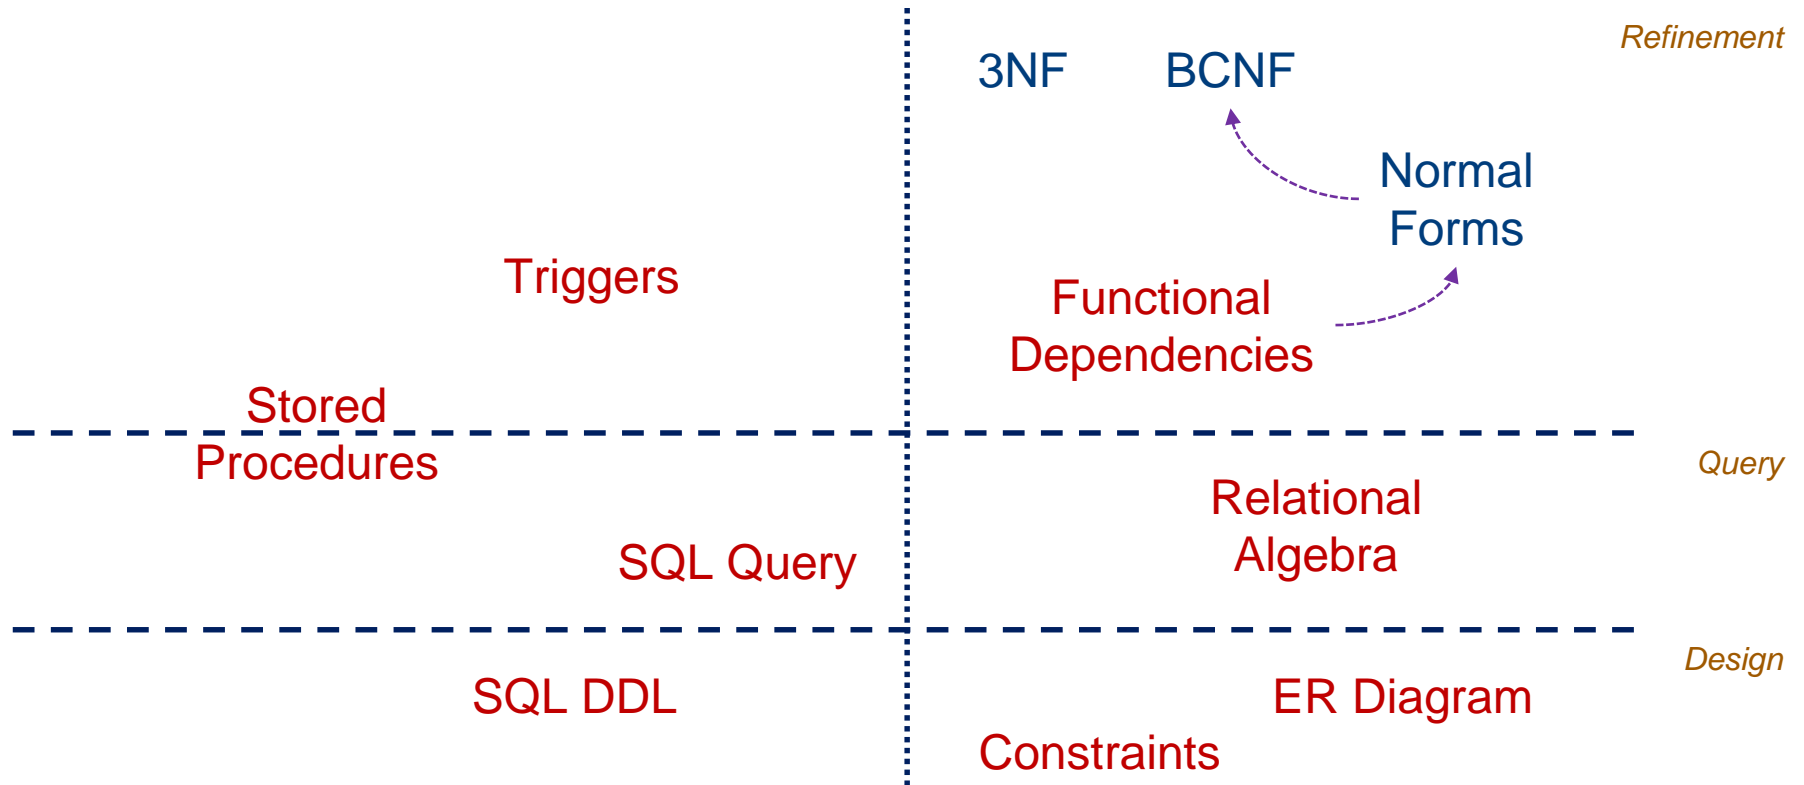 Refinement
3NF
BCNF
Normal
Forms
Triggers
Functional
Dependencies
Stored
Procedures
Query
Relational
Algebra
SQL Query
Design
SQL DDL
ER Diagram
Constraints